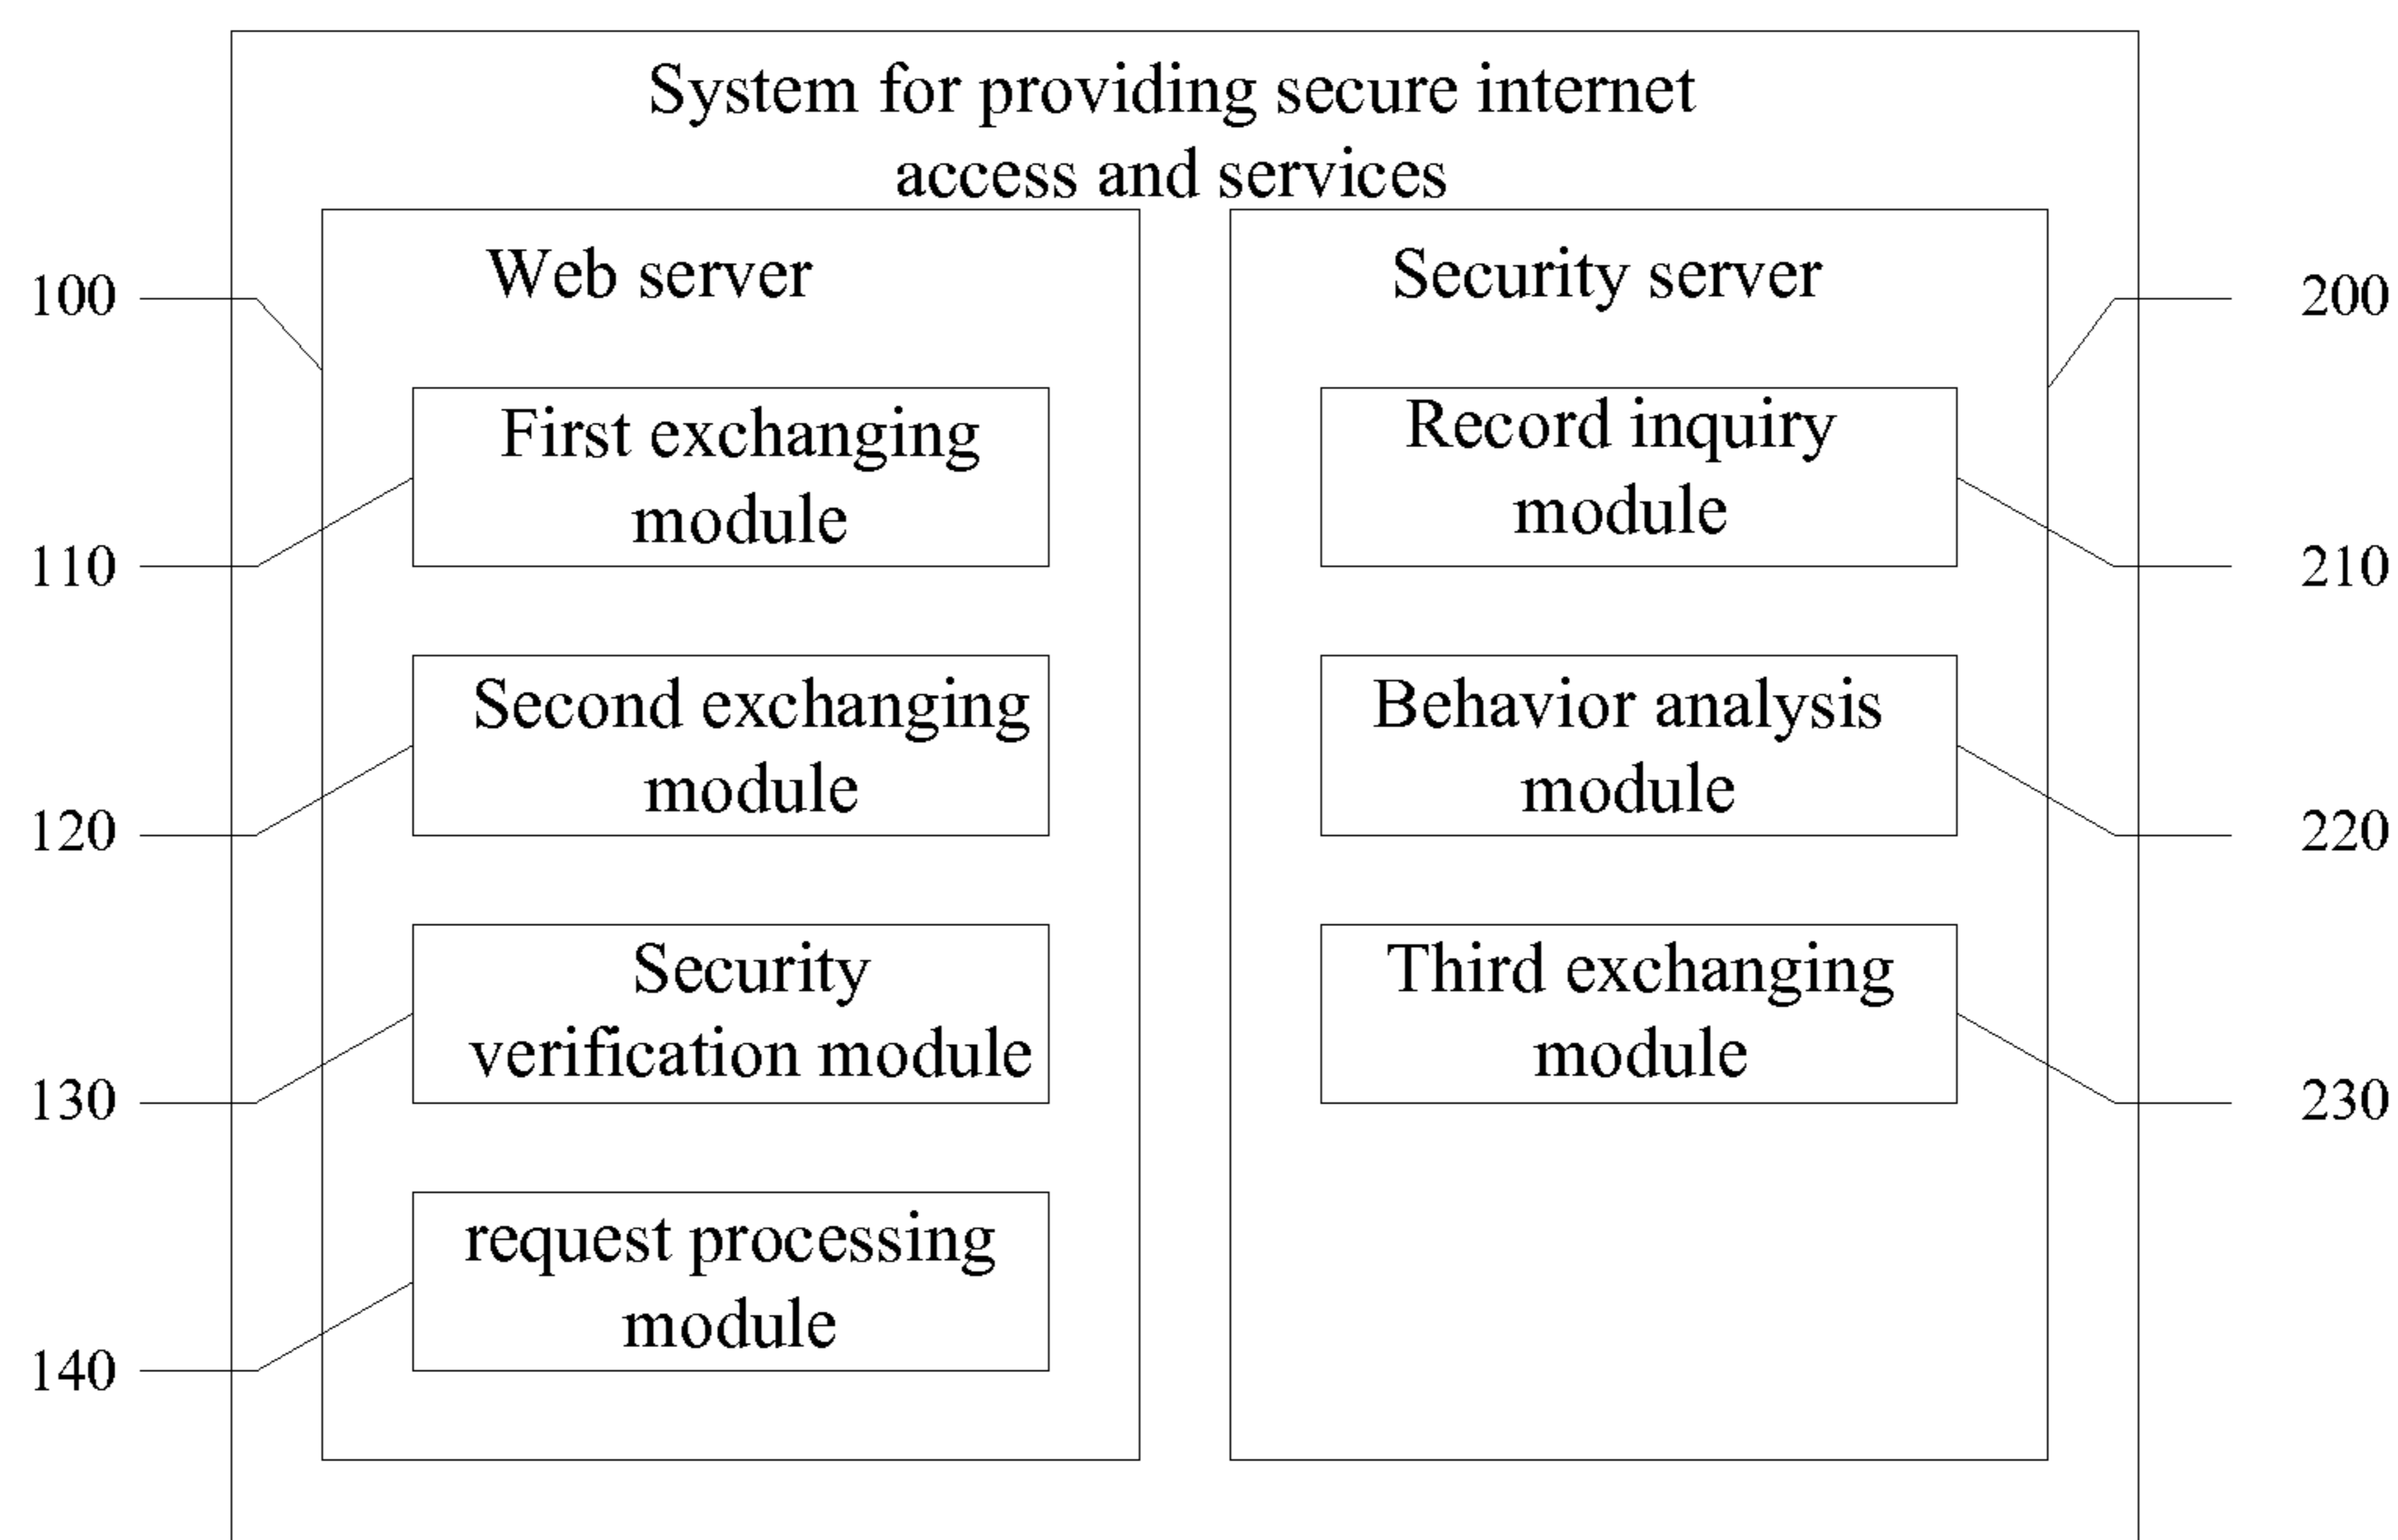 System for providing secure internet
access and services
Web server
100
First exchanging
module
110
Second exchanging
module
120
Security
verification module
130
request processing
module
140
Security server
200
Record inquiry
module
210
Behavior analysis
module
220
Third exchanging
module
230